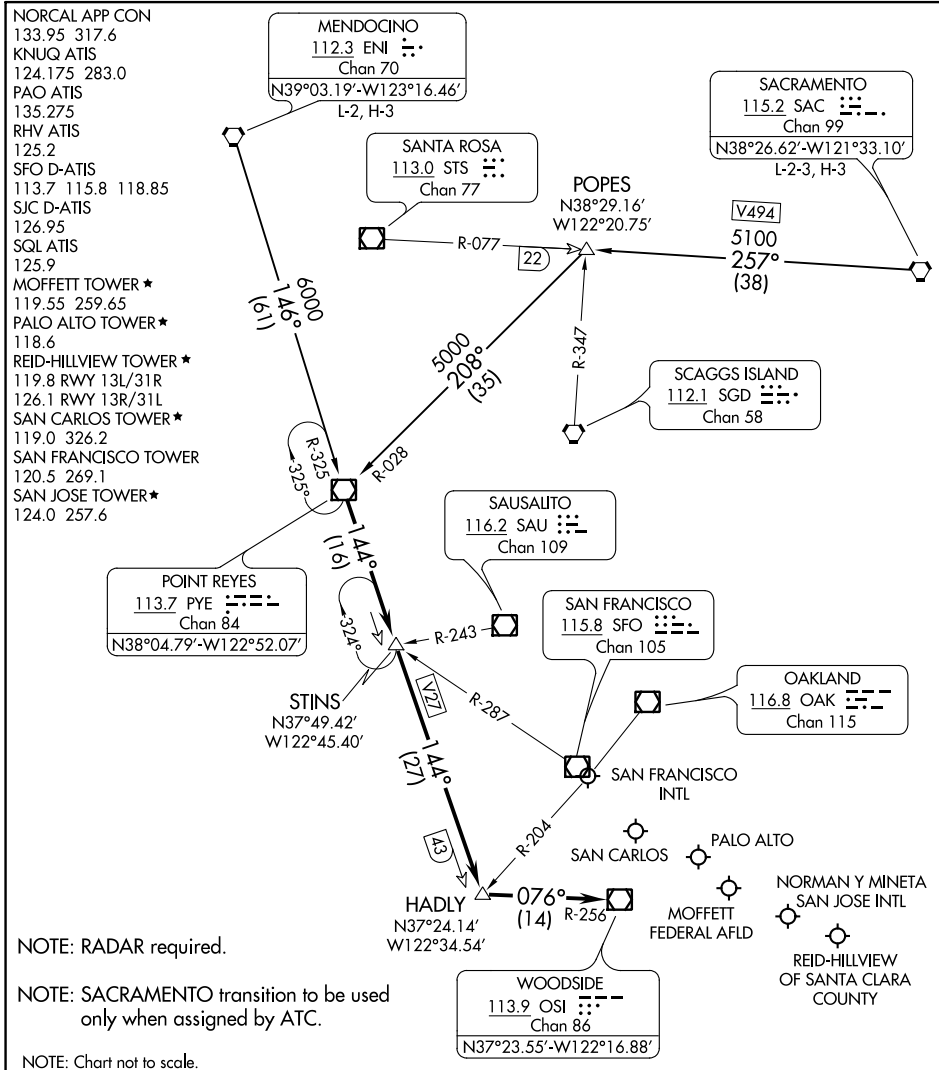 NORCAL APP CON
133.95 317.6
KNUQ ATIS
124.175 283.0
PAO ATIS
135.275
RHV ATIS
125.2
SFO D-ATIS
113.7 115.8 118.85
SJC D-ATIS
126.95
SQL ATIS
125.9
MOFFETT TOWER★
119.55 259.65
PALO ALTO TOWER★
118.6
REID-HILLVIEW TOWER★
119.8 RWY 13L/31R
126.1 RWY 13R/31L
SAN CARLOS TOWER★
119.0 326.2
SAN FRANCISCO TOWER
120.5 269.1
SAN JOSE TOWER★
124.0 257.6
MENDOCINO
112.3 ENI
Chan 70
N39°03.19′-W123°16.46′
L-2, H-3
SACRAMENTO
115.2 SAC
Chan 99
N38°26.62′-W121°33.10′
L-2-3, H-3
SANTA ROSA
113.0 STS
Chan 77
POPES
N38°29.16′
W122°20.75′
V494
5100
257°
(38)
R-077
22
6000
146°
(61)
5000
208°
(35)
R-347
SCAGGS ISLAND
112.1 SGD
Chan 58
R-325
325°
R-028
POINT REYES
113.7 PYE
Chan 84
N38°04.79′-W122°52.07′
144°
(16)
SAUSALITO
116.2 SAU
Chan 109
R-243
324°
STINS
N37°49.42′
W122°45.40′
V27
SAN FRANCISCO
115.8 SFO
Chan 105
R-287
OAKLAND
116.8 OAK
Chan 115
144°
(27)
SAN FRANCISCO
INTL
R-204
43
SAN CARLOS
PALO ALTO
MOFFETT
FEDERAL AFLD
NORMAN Y MINETA
SAN JOSE INTL
REID-HILLVIEW
OF SANTA CLARA
COUNTY
HADLY
N37°24.14′
W122°34.54′
076°
(14)
R-256
WOODSIDE
113.9 OSI
Chan 86
N37°23.55′-W122°16.88′
NOTE: RADAR required.
NOTE: SACRAMENTO transition to be used
only when assigned by ATC.
NOTE: Chart not to scale.